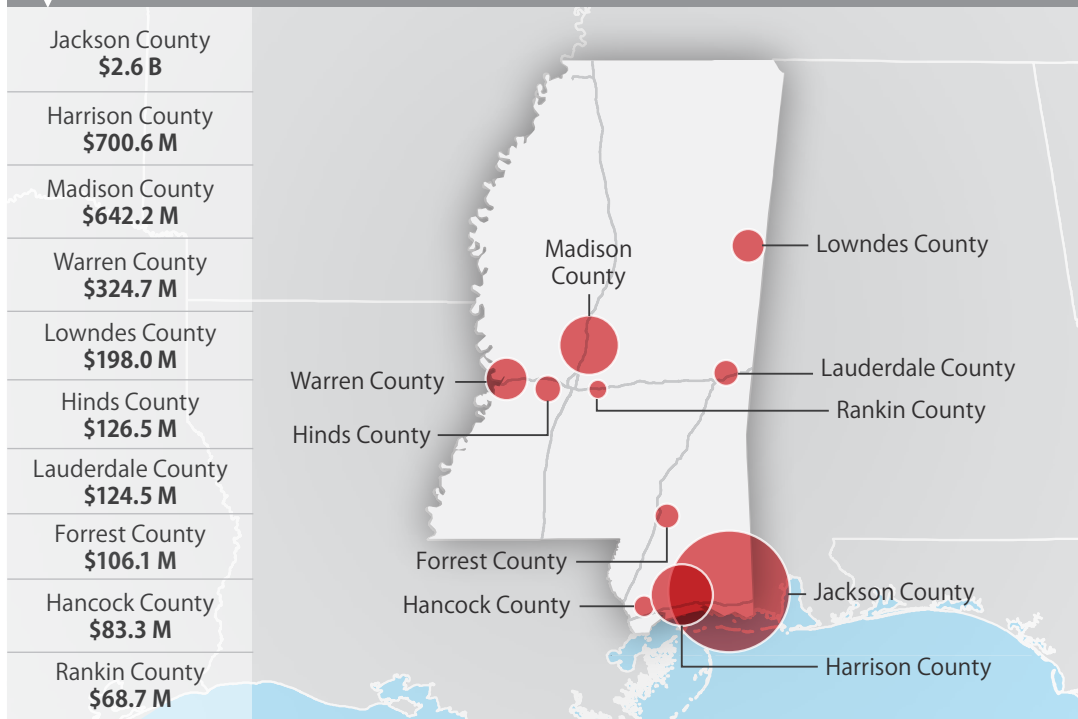 Jackson County
$2.6 B
Harrison County
$700.6 M
Madison County
$642.2 M
Warren County
$324.7 M
Lowndes County
$198.0 M
Hinds County
$126.5 M
Lauderdale County
$124.5 M
Forrest County
$106.1 M
Hancock County
$83.3 M
Rankin County
$68.7 M
Madison
County
Lowndes County
Warren County
Lauderdale County
Rankin County
Hinds County
Forrest County
Hancock County
Jackson County
Harrison County